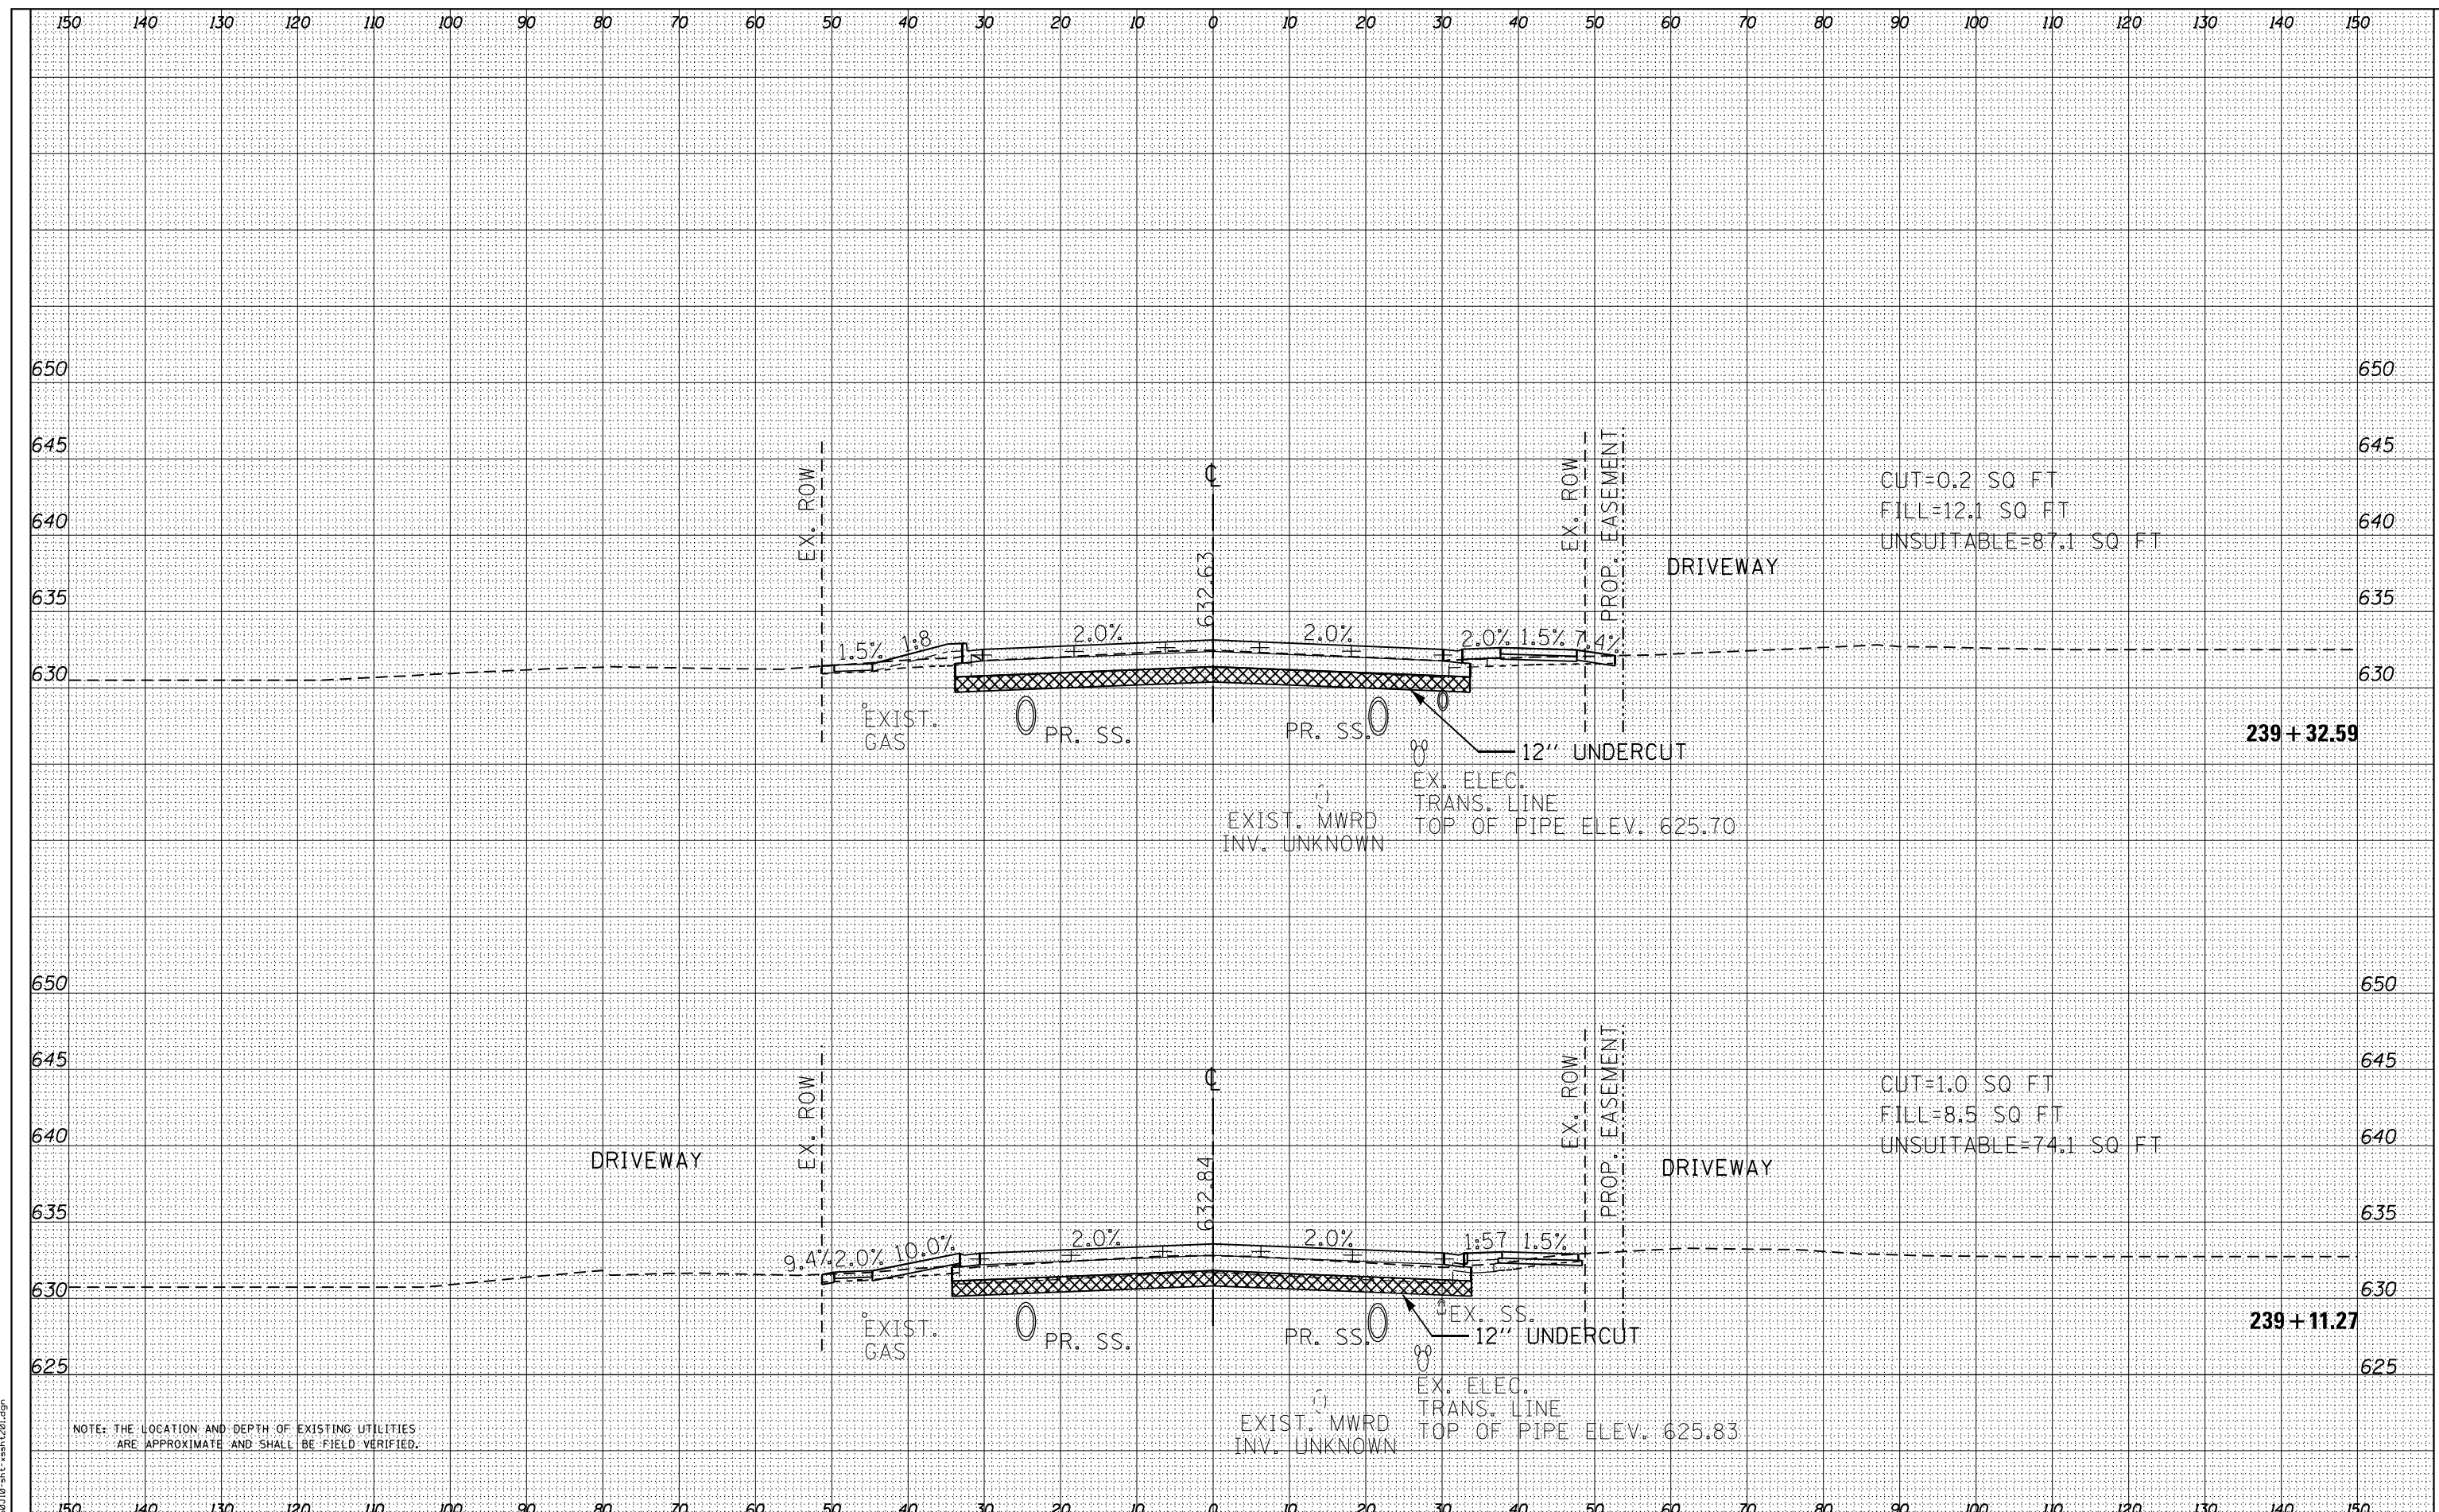 150 140 130 120 110 100 90 80 70 60 50 40 30 20 10 0 10 20 30 40 50 60 70 80 90 100 110 120 130 140 150
650 650
645 645
640 640
635 635
630 630
EX. ROW
℄
632.63
EX. ROW
PROP. EASEMENT
CUT=0.2 SQ FT
FILL=12.1 SQ FT
UNSUITABLE=87.1 SQ FT
DRIVEWAY
1.5% 1:8 2.0% 2.0% 2.0% 1.5% 7.4%
EXIST.
GAS
PR. SS.
PR. SS.
12'' UNDERCUT
239+32.59
EX. ELEC.
TRANS. LINE
TOP OF PIPE ELEV. 625.70
EXIST. MWRD
INV. UNKNOWN
650 650
645 645
640 640
635 635
630 630
625 625
EX. ROW
℄
632.84
EX. ROW
PROP. EASEMENT
CUT=1.0 SQ FT
FILL=8.5 SQ FT
UNSUITABLE=74.1 SQ FT
DRIVEWAY
DRIVEWAY
9.4% 2.0% 10.0% 2.0% 2.0% 1:57 1.5%
EXIST.
GAS
PR. SS.
PR. SS.
EX. SS.
12'' UNDERCUT
239+11.27
EX. ELEC.
TRANS. LINE
TOP OF PIPE ELEV. 625.83
EXIST. MWRD
INV. UNKNOWN
NOTE: THE LOCATION AND DEPTH OF EXISTING UTILITIES
ARE APPROXIMATE AND SHALL BE FIELD VERIFIED.
150 140 130 120 110 100 90 80 70 60 50 40 30 20 10 0 10 20 30 40 50 60 70 80 90 100 110 120 130 140 150